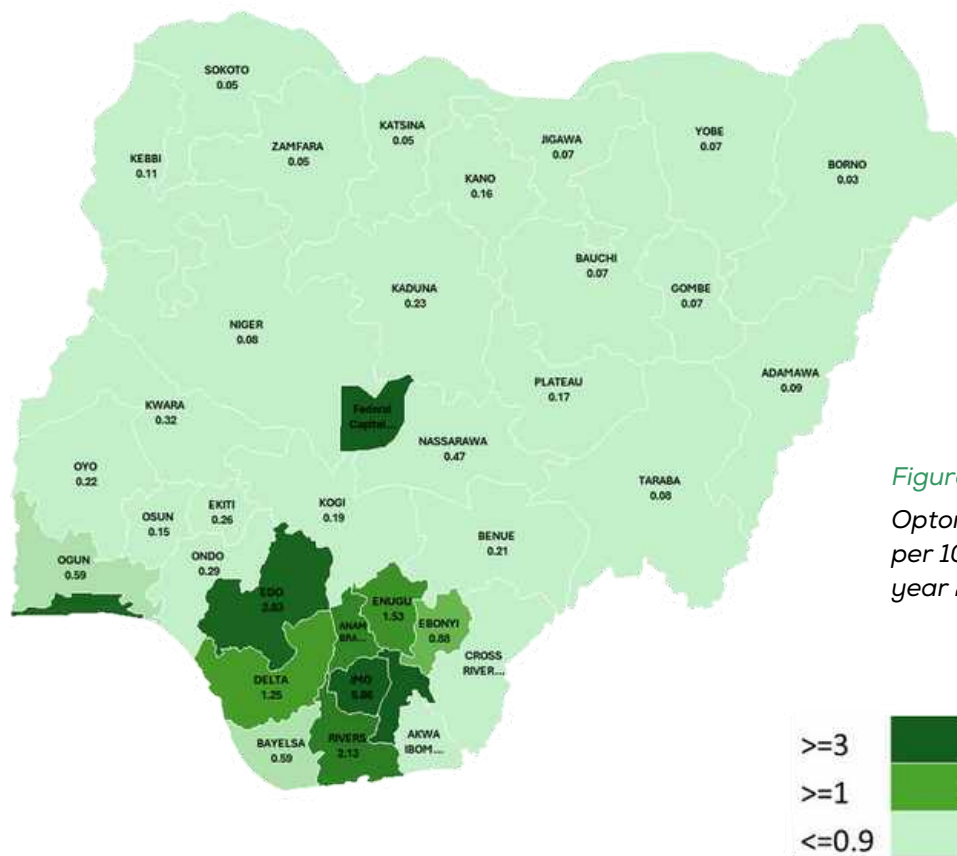 SOKOTO
0.05
KATSINA
0.05
ZAMFARA
0.05
KEBBI
0.11
JIGAWA
0.07
YOBE
0.07
BORNO
0.03
KANO
0.16
BAUCHI
0.07
GOMBE
0.07
KADUNA
0.23
NIGER
0.08
ADAMAWA
0.09
PLATEAU
0.17
KWARA
0.32
Federal
Capital...
NASSARAWA
0.47
OYO
0.22
TARABA
0.08
OSUN
0.15
EKITI
0.26
KOGI
0.19
BENUE
0.21
ONDO
0.29
OGUN
0.59
EDO
ENUGU
1.53
EBONYI
0.88
ANAM
BRA...
CROSS
RIVER...
DELTA
1.25
IMO
BAYELSA
0.59
RIVERS
2.13
AKWA
IBOM...
Figure
Optor
per 10
year
>=3
>=1
<=0.9